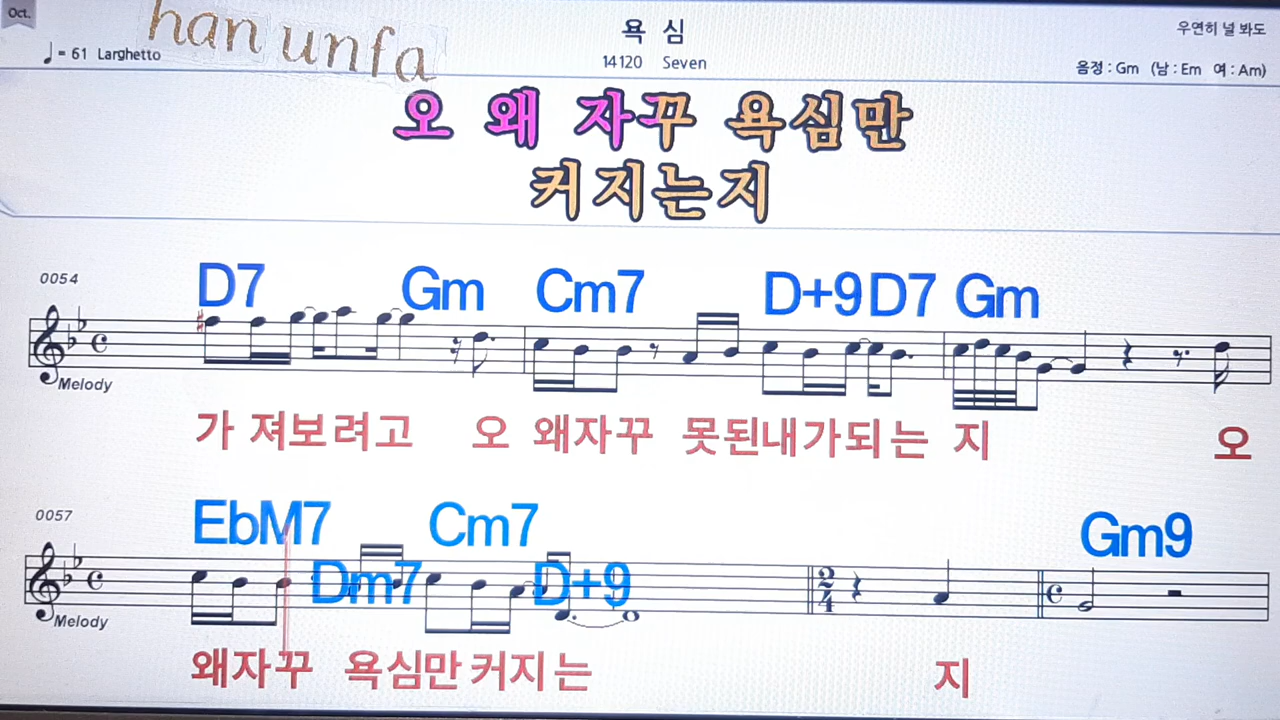 Oct.
han unfa
♩= 61 Larghetto
욕 심
14120 Seven
우연히 널 봐도
음정 : Gm (남 : Em 여 : Am)
오 왜 자꾸 욕심만
커지는지
0054
D7 Gm Cm7 D+9 D7 Gm
Melody
가 져보려고 오 왜자꾸 못된내가되는 지 오
0057
EbM7 Dm7 Cm7 D+9 Gm9
2
4
Melody
왜자꾸 욕심만커지는 지